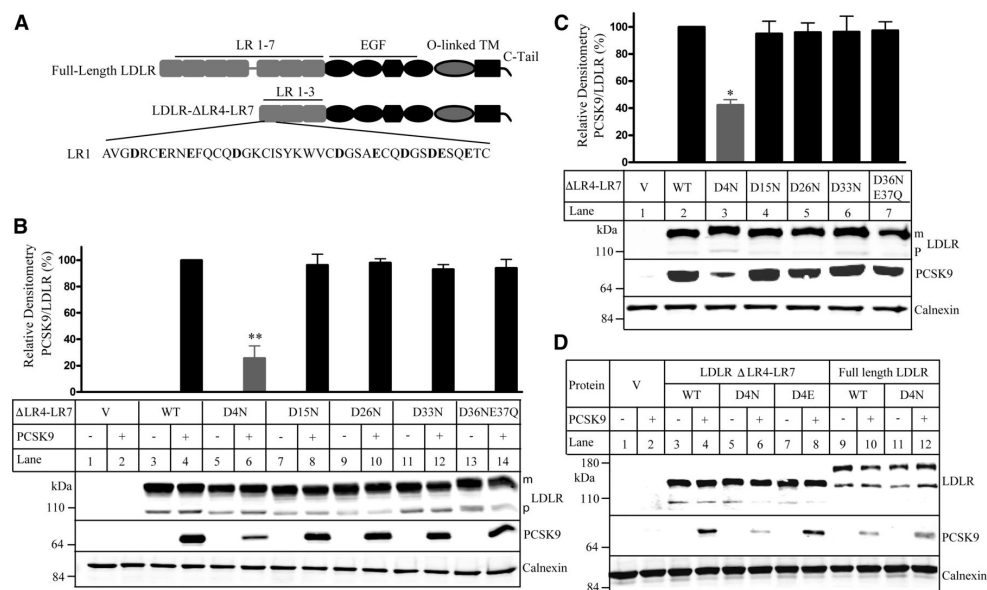 A
LR 1-7
EGF
O-linked TM
C-Tail
Full-Length LDLR
LR 1-3
LDLR-ΔLR4-LR7
LR1 AVGDRCERNEFQCQDGKCISYKWVCDGSAECQDGSDESQETC
B
Relative Densitometry
PCSK9/LDLR (%)
100
80
60
40
20
**
ΔLR4-LR7 V WT D4N D15N D26N D33N D36NE37Q
PCSK9 - + - + - + - + - + - + - +
Lane 1 2 3 4 5 6 7 8 9 10 11 12 13 14
kDa
m
LDLR
110
p
PCSK9
64
Calnexin
84
C
Relative Densitometry
PCSK9/LDLR (%)
100
80
60
40
20
0
*
ΔLR4-LR7 V WT D4N D15N D26N D33N D36N
E37Q
Lane 1 2 3 4 5 6 7
kDa
m
LDLR
110
P
PCSK9
64
Calnexin
84
D
Protein V LDLR ΔLR4-LR7 Full length LDLR
WT D4N D4E WT D4N
PCSK9 - + - + - + - + - + - +
Lane 1 2 3 4 5 6 7 8 9 10 11 12
180
kDa
LDLR
110
PCSK9
64
Calnexin
84